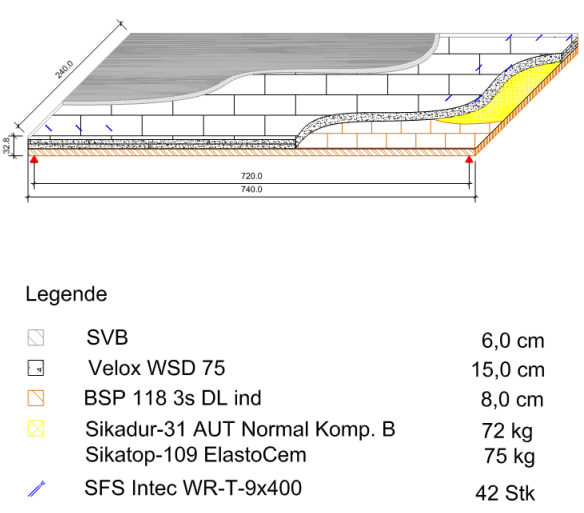 240.0
32.8
720.0
740.0
Legende
SVB 6,0 cm
Velox WSD 75 15,0 cm
BSP 118 3s DL ind 8,0 cm
Sikadur-31 AUT Normal Komp. B 72 kg
Sikatop-109 ElastoCem 75 kg
SFS Intec WR-T-9x400 42 Stk